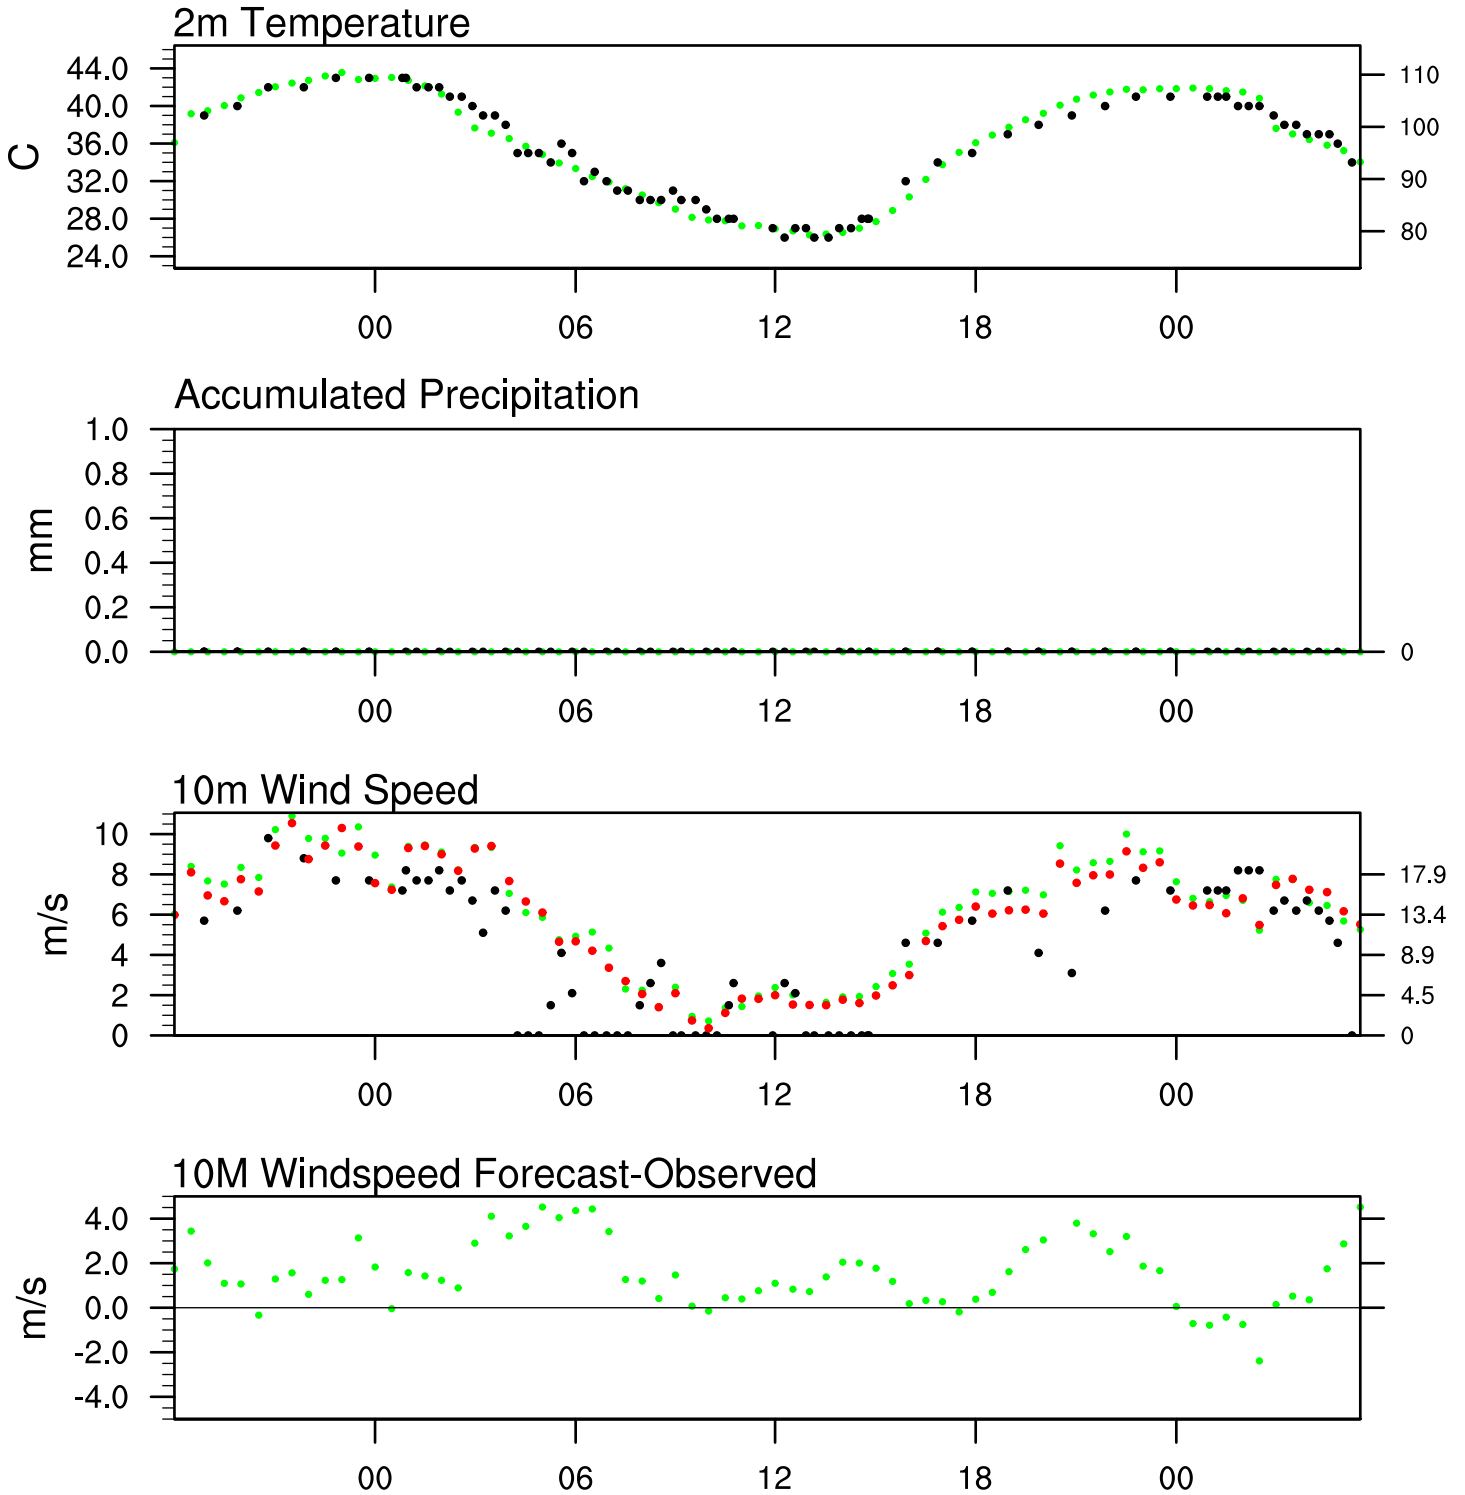 2m Temperature
44.0
40.0
36.0
32.0
28.0
24.0
C
110
100
90
80
00 06 12 18 00
Accumulated Precipitation
1.0
0.8
0.6
0.4
0.2
0.0
mm
0
00 06 12 18 00
10m Wind Speed
10
8
6
4
2
0
m/s
17.9
13.4
8.9
4.5
0
00 06 12 18 00
10M Windspeed Forecast-Observed
4.0
2.0
0.0
-2.0
-4.0
m/s
00 06 12 18 00